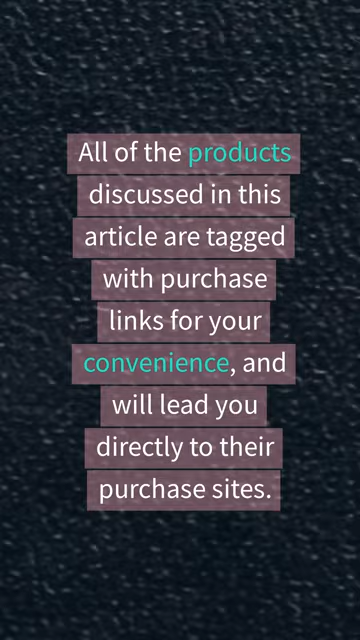 All of the products
discussed in this
article are tagged
with purchase
links for your
convenience, and
will lead you
directly to their
purchase sites.